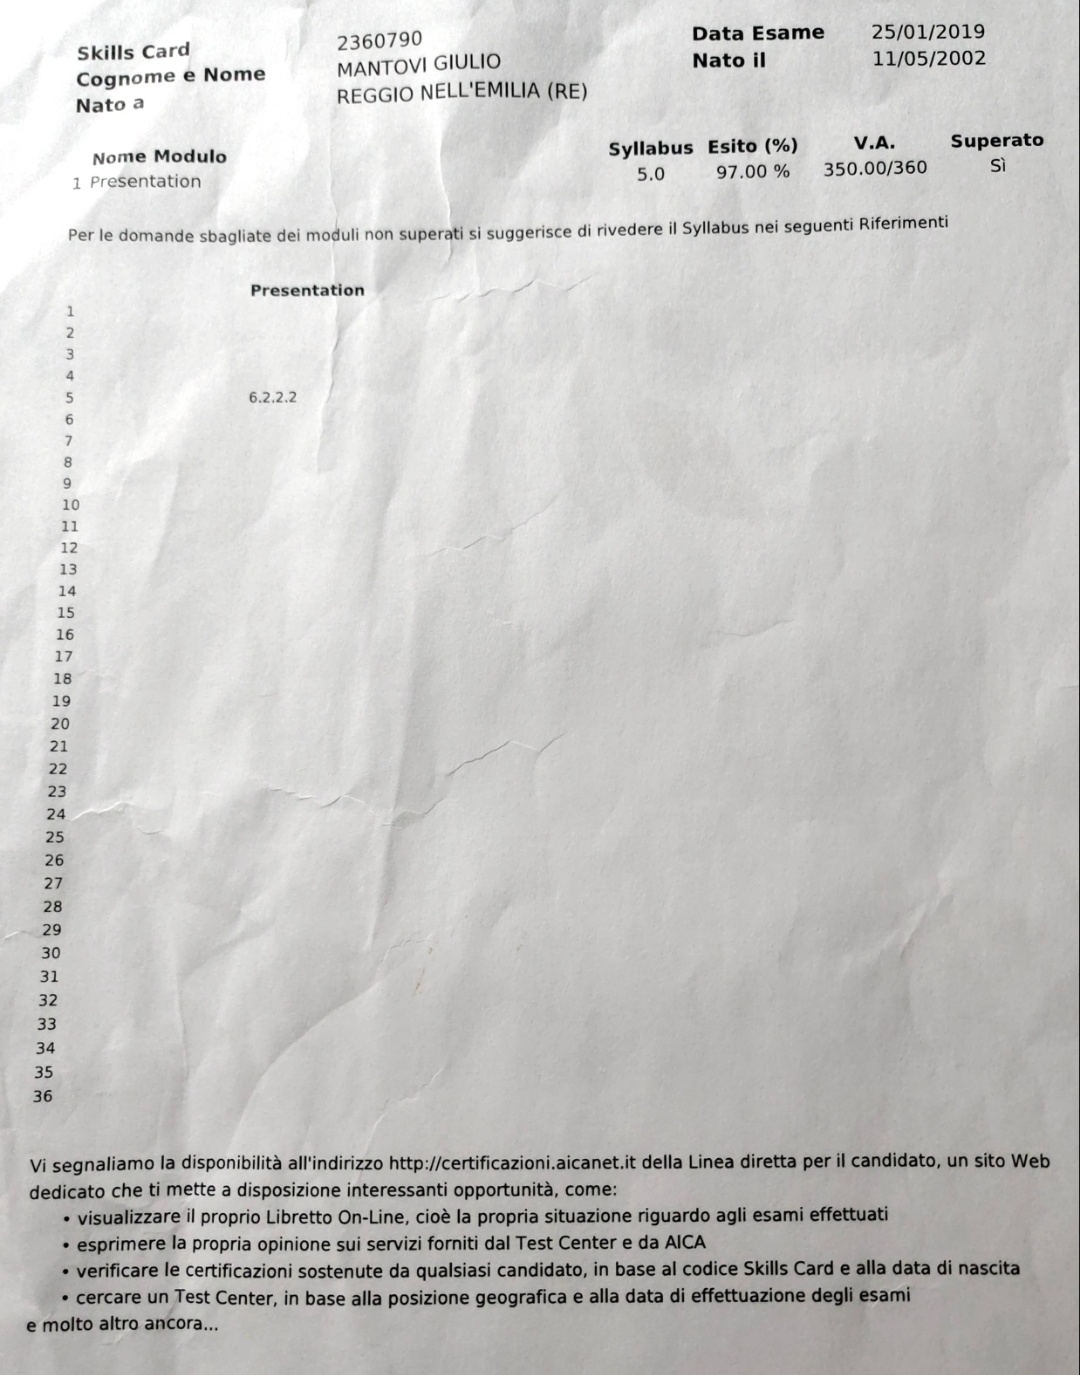 Skills Card 2360790 Data Esame 25/01/2019
Cognome e Nome MANTOVI GIULIO Nato il 11/05/2002
Nato a REGGIO NELL'EMILIA (RE)
Nome Modulo Syllabus Esito (%) V.A. Superato
1 Presentation 5.0 97.00 % 350.00/360 Sì
Per le domande sbagliate dei moduli non superati si suggerisce di rivedere il Syllabus nei seguenti Riferimenti
Presentation
1
2
3
4
5 6.2.2.2
6
7
8
9
10
11
12
13
14
15
16
17
18
19
20
21
22
23
24
25
26
27
28
29
30
31
32
33
34
35
36
Vi segnaliamo la disponibilità all'indirizzo http://certificazioni.aicanet.it della Linea diretta per il candidato, un sito Web
dedicato che ti mette a disposizione interessanti opportunità, come:
• visualizzare il proprio Libretto On-Line, cioè la propria situazione riguardo agli esami effettuati
• esprimere la propria opinione sui servizi forniti dal Test Center e da AICA
• verificare le certificazioni sostenute da qualsiasi candidato, in base al codice Skills Card e alla data di nascita
• cercare un Test Center, in base alla posizione geografica e alla data di effettuazione degli esami
e molto altro ancora...